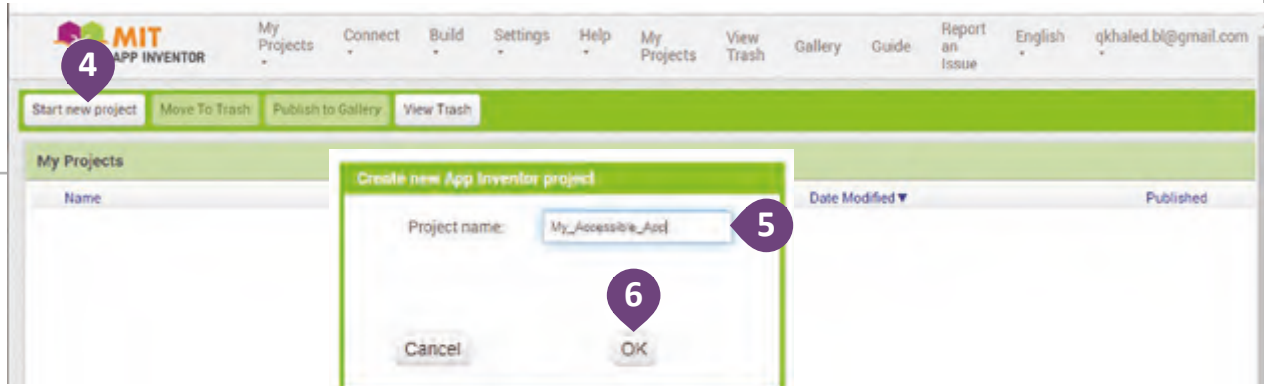 MIT
APP INVENTOR
My Projects
Connect
Build
Settings
Help
My Projects
View Trash
Gallery
Guide
Report an Issue
English
qkhaled.bl@gmail.com
4
Start new project
Move To Trash
Publish to Gallery
View Trash
My Projects
Name
Date Modified▼
Published
Create new App Inventor project
Project name:
My_Accessible_App
5
6
Cancel
OK